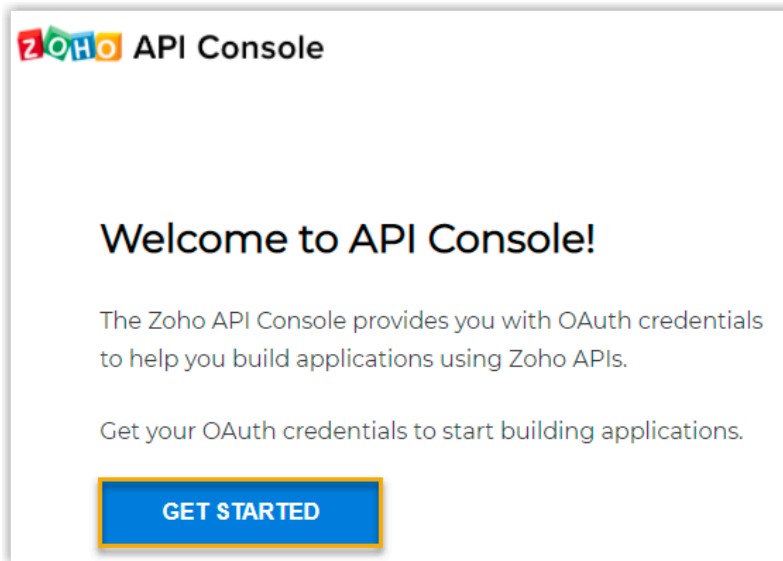 ZOHO API Console
Welcome to API Console!
The Zoho API Console provides you with OAuth credentials
to help you build applications using Zoho APIs.
Get your OAuth credentials to start building applications.
GET STARTED